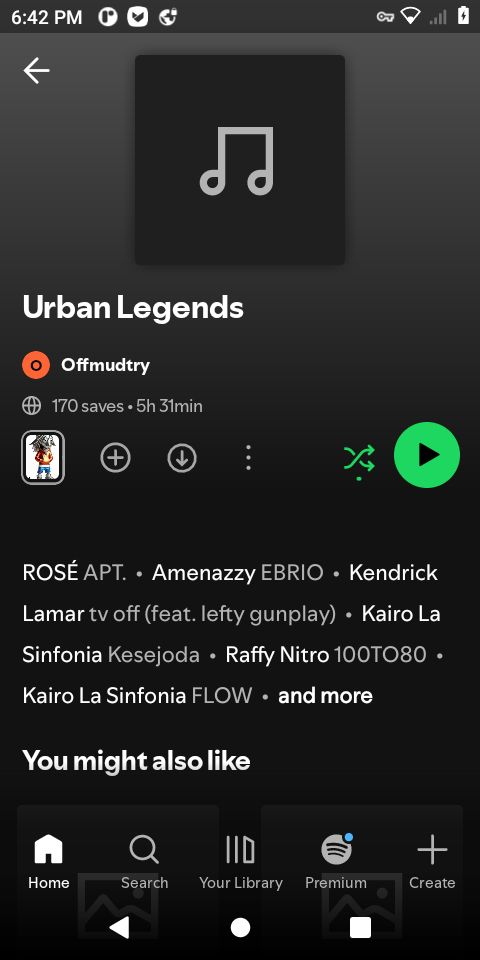 6:42 PM
Urban Legends
O Offmudtry
170 saves • 5h 31min
ROSÉ APT. • Amenazzy EBRIO • Kendrick
Lamar tv off (feat. lefty gunplay) • Kairo La
Sinfonia Kesejoda • Raffy Nitro 100TO80 •
Kairo La Sinfonia FLOW • and more
You might also like
Home Search Your Library Premium Create